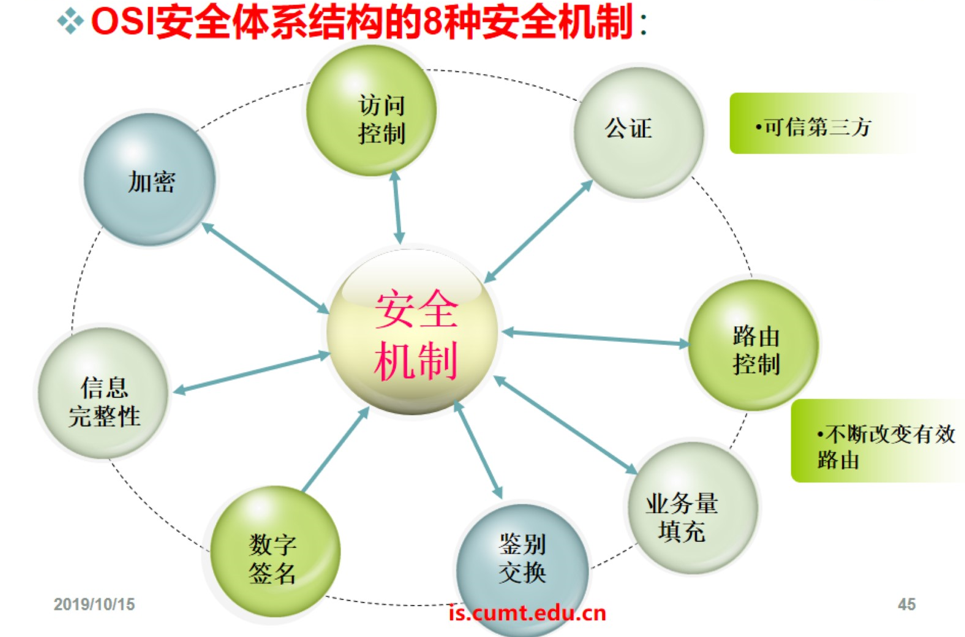 OSI安全体系结构的8种安全机制:
访问
控制
公证
•可信第三方
加密
安全
机制
路由
控制
信息
完整性
•不断改变有效
路由
业务量
填充
数字
签名
鉴别
交换
2019/10/15
is.cumt.edu.cn
45